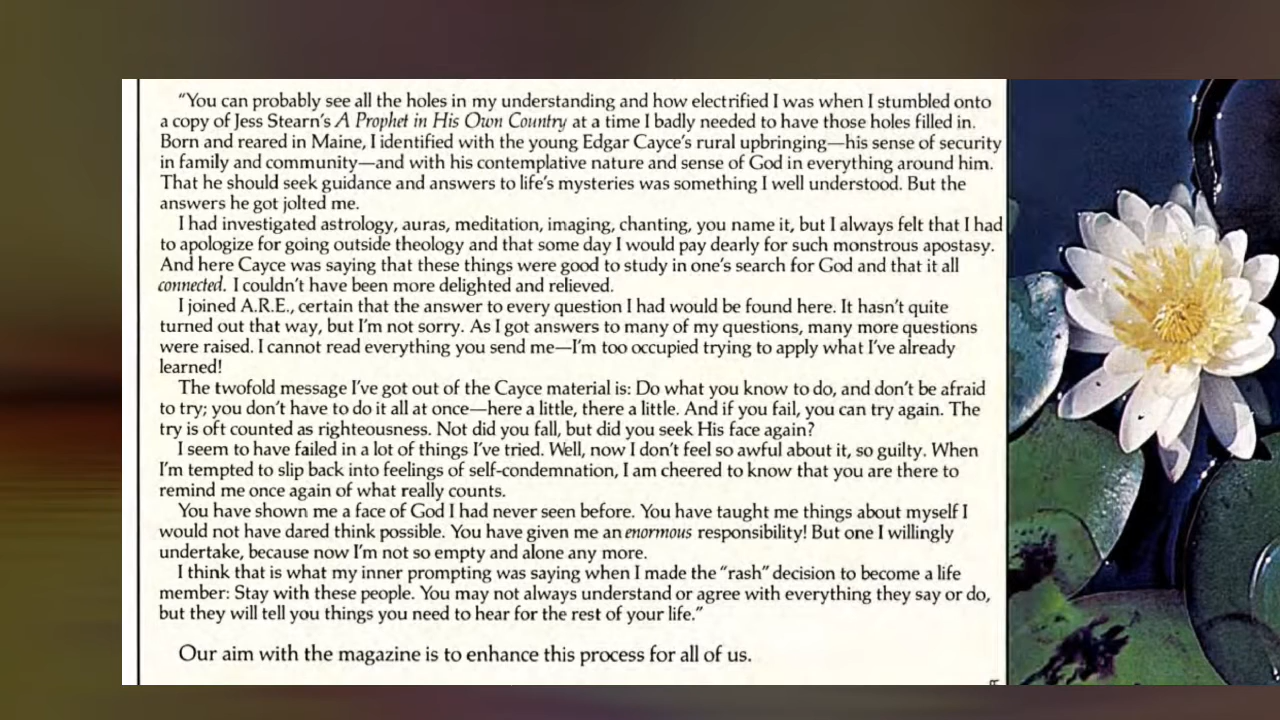 "You can probably see all the holes in my understanding and how electrified I was when I stumbled onto
a copy of Jess Stearn's A Prophet in His Own Country at a time I badly needed to have those holes filled in.
Born and reared in Maine, I identified with the young Edgar Cayce's rural upbringing—his sense of security
in family and community—and with his contemplative nature and sense of God in everything around him.
That he should seek guidance and answers to life's mysteries was something I well understood. But the
answers he got jolted me.
I had investigated astrology, auras, meditation, imaging, chanting, you name it, but I always felt that I had
to apologize for going outside theology and that some day I would pay dearly for such monstrous apostasy.
And here Cayce was saying that these things were good to study in one's search for God and that it all
connected. I couldn't have been more delighted and relieved.
I joined A.R.E., certain that the answer to every question I had would be found here. It hasn't quite
turned out that way, but I'm not sorry. As I got answers to many of my questions, many more questions
were raised. I cannot read everything you send me—I'm too occupied trying to apply what I've already
learned!
The twofold message I've got out of the Cayce material is: Do what you know to do, and don't be afraid
to try; you don't have to do it all at once—here a little, there a little. And if you fail, you can try again. The
try is oft counted as righteousness. Not did you fall, but did you seek His face again?
I seem to have failed in a lot of things I've tried. Well, now I don't feel so awful about it, so guilty. When
I'm tempted to slip back into feelings of self-condemnation, I am cheered to know that you are there to
remind me once again of what really counts.
You have shown me a face of God I had never seen before. You have taught me things about myself I
would not have dared think possible. You have given me an enormous responsibility! But one I willingly
undertake, because now I'm not so empty and alone any more.
I think that is what my inner prompting was saying when I made the "rash" decision to become a life
member: Stay with these people. You may not always understand or agree with everything they say or do,
but they will tell you things you need to hear for the rest of your life."
Our aim with the magazine is to enhance this process for all of us.